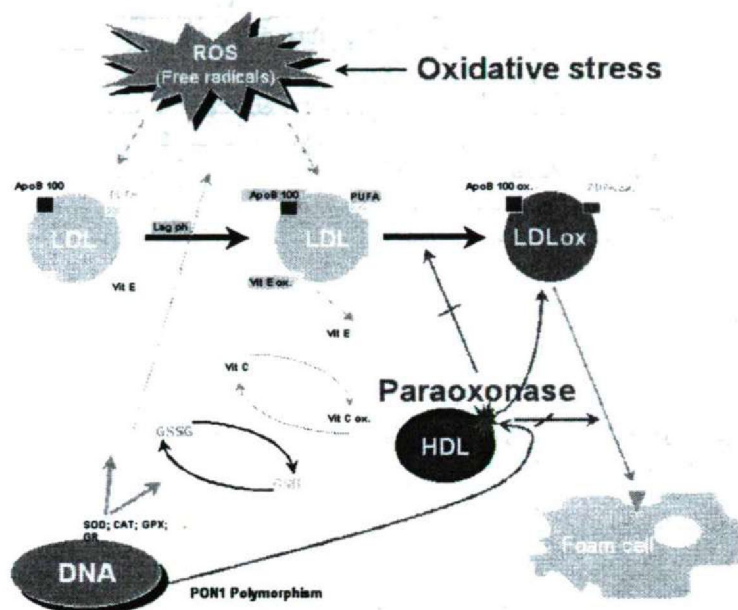 ROS
(Free radicals)
Oxidative stress
ApoB 100
LDL
Vit E
Lag ph.
ApoB 100
PUFA
LDL
Vit E ox.
Vit E
ApoB 100 ox.
LDLox
Vit C
Vit C ox.
GSSG
Paraoxonase
HDL
SOD; CAT; GPX;
GR
DNA
PON1 Polymorphism
Foam cell